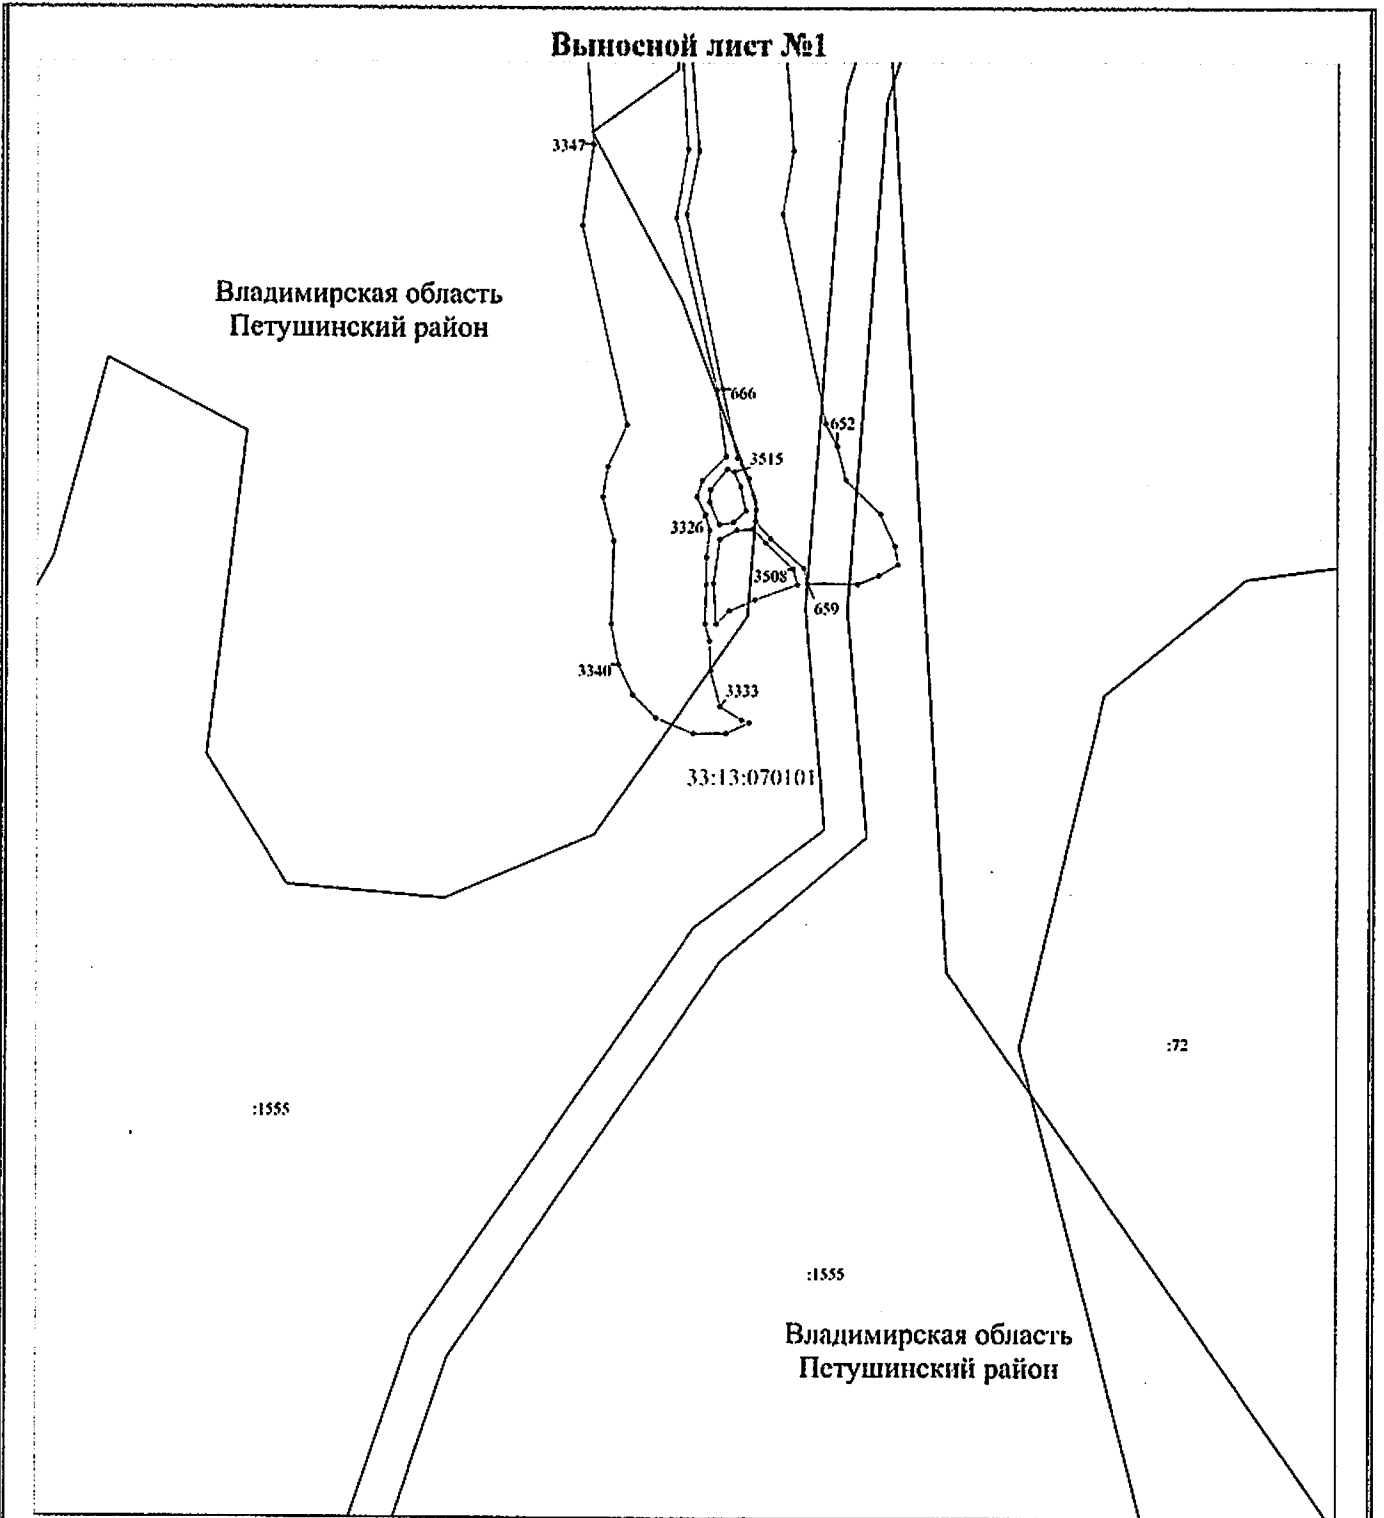 Выносной лист №1
3347
Владимирская область
Петушинский район
666
652
3515
3326
3508
659
3340
3333
33:13:070101
:72
:1555
:1555
Владимирская область
Петушинский район